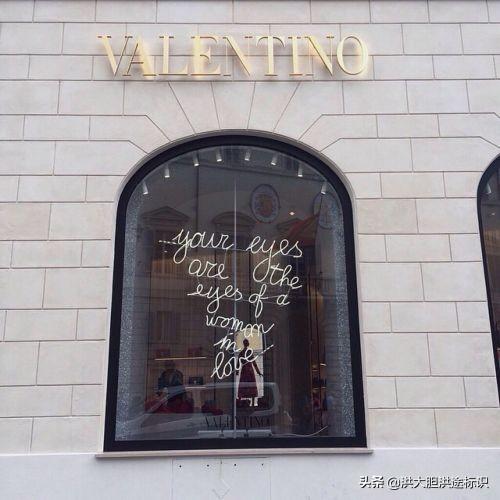 VALENTINO
your eyes
are the
eyes of a
woman
in
love
VALENTINO
头条 @洪大胆洪途标识